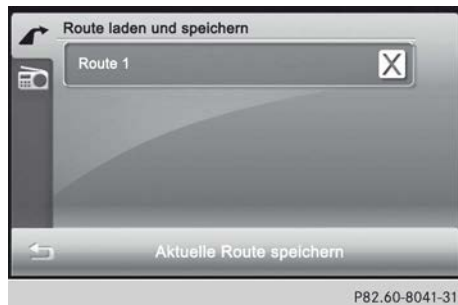 Route laden und speichern
Route 1
X
Aktuelle Route speichern
P82.60-8041-31